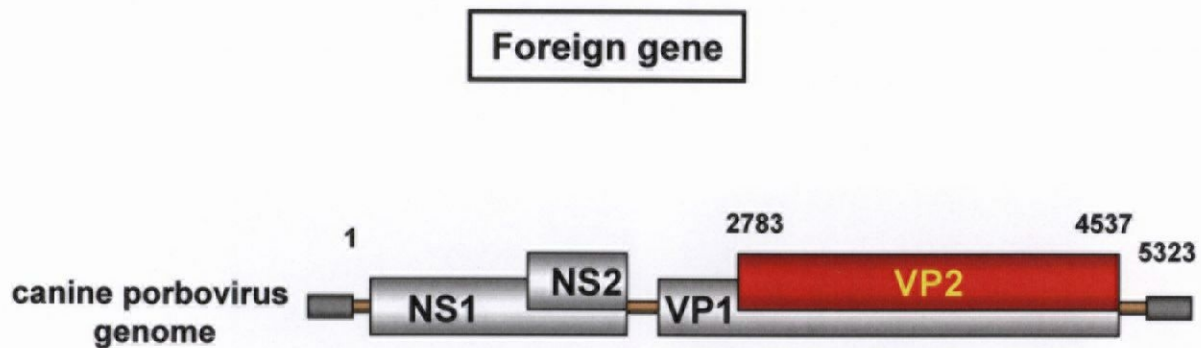 Foreign gene
2783 4537
1 5323
canine porbovirus
genome
NS1 NS2 VP1 VP2